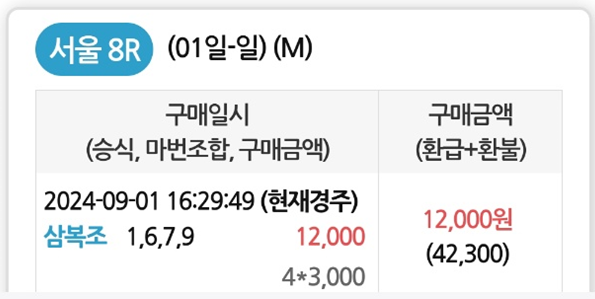 서울 8R (01일-일) (M)
구매일시 구매금액
(승식, 마번조합, 구매금액) (환급+환불)
2024-09-01 16:29:49 (현재경주)
삼복조 1,6,7,9 12,000
4*3,000
12,000원
(42,300)